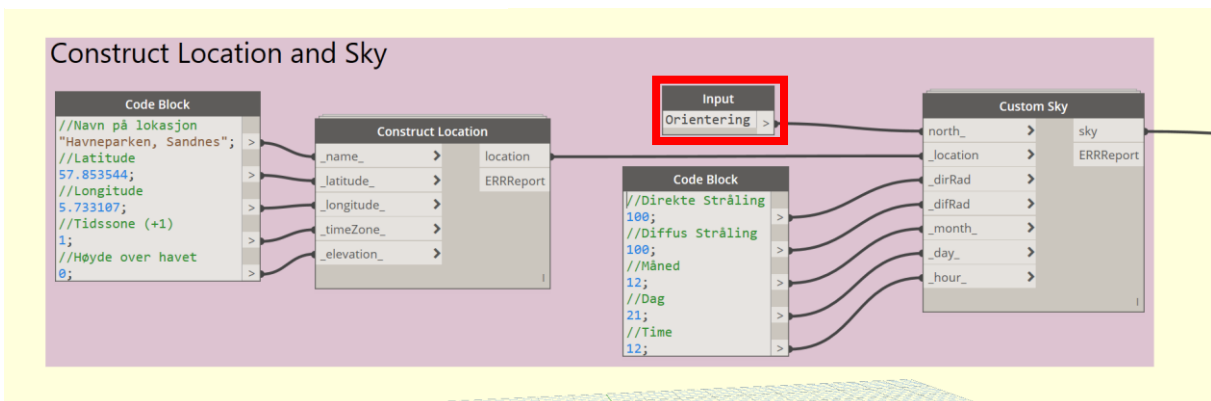 Construct Location and Sky
Code Block
//Navn på lokasjon
"Havneparken, Sandnes"; >
//Latitude
57.853544; >
//Longitude
5.733107; >
//Tidssone (+1)
1; >
//Høyde over havet
0; >
Construct Location
_name_ > location
_latitude_ > ERRReport
_longitude_ >
_timeZone_ >
_elevation_ >
Input
Orientering >
Code Block
//Direkte Stråling
100; >
//Diffus Stråling
100; >
//Måned
12; >
//Dag
21; >
//Time
12; >
Custom Sky
north_ > sky
_location > ERRReport
_dirRad >
_difRad >
_month_ >
_day_ >
_hour_ >